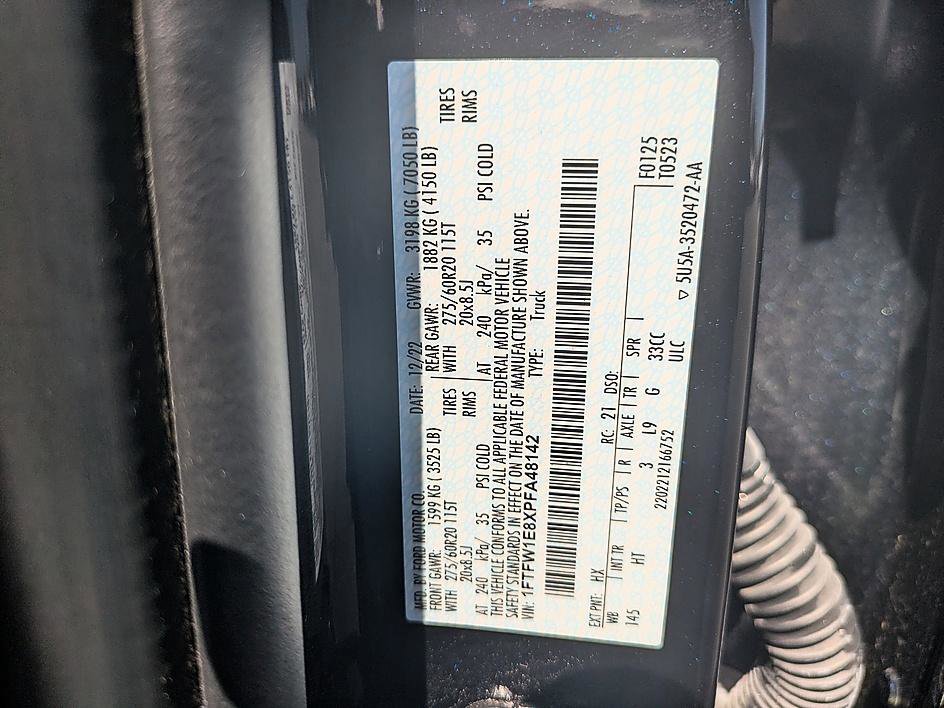 MFD. BY FORD MOTOR CO. DATE: 12/22 GVWR: 3198 KG ( 7050 LB)
FRONT GAWR: 1599 KG ( 3525 LB) REAR GAWR: 1882 KG ( 4150 LB)
WITH 275/60R20 115T TIRES WITH 275/60R20 115T TIRES
20x8.5J RIMS 20x8.5J RIMS
AT 240 kPa/ 35 PSI COLD AT 240 kPa/ 35 PSI COLD
THIS VEHICLE CONFORMS TO ALL APPLICABLE FEDERAL MOTOR VEHICLE
SAFETY STANDARDS IN EFFECT ON THE DATE OF MANUFACTURE SHOWN ABOVE.
VIN: 1FTFW1E8XPFA48142 TYPE: Truck
EXT PNT: HX RC: 21 DSO:
WB INT TR TP/PS R AXLE TR SPR F0125
145 HT 3 L9 G 33CC T0523
ULC
220221216675​2 ▽ 5U5A-3520472-AA